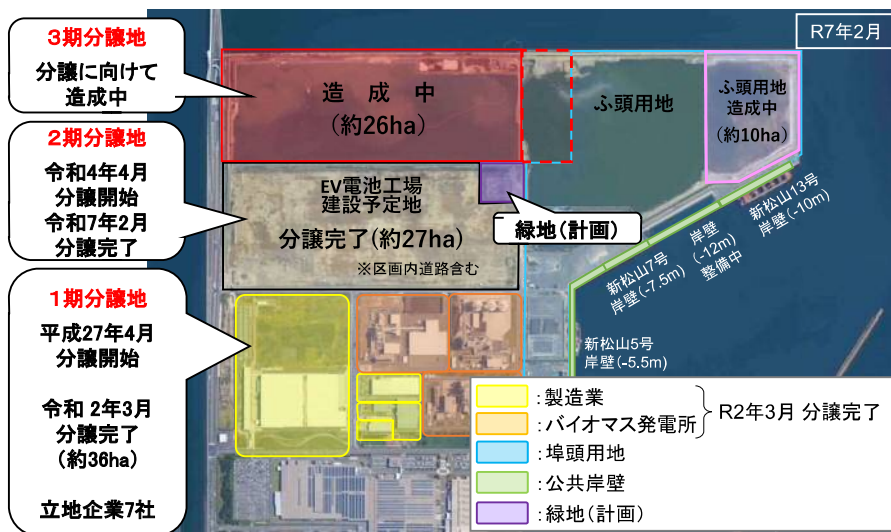 R7年2月
3期分譲地
分譲に向けて
造成中
2期分譲地
令和4年4月
分譲開始
令和7年2月
分譲完了
1期分譲地
平成27年4月
分譲開始
令和 2年3月
分譲完了
(約36ha)
立地企業7社
造 成 中
(約26ha)
ふ頭用地
ふ頭用地
造成中
(約10ha)
EV電池工場
建設予定地
分譲完了(約27ha)
※区画内道路含む
緑地(計画)
新松山13号
岸壁(-10m)
岸壁
(-12m)
整備中
新松山7号
岸壁(-7.5m)
新松山5号
岸壁(-5.5m)
:製造業
:バイオマス発電所
R2年3月 分譲完了
:埠頭用地
:公共岸壁
:緑地(計画)